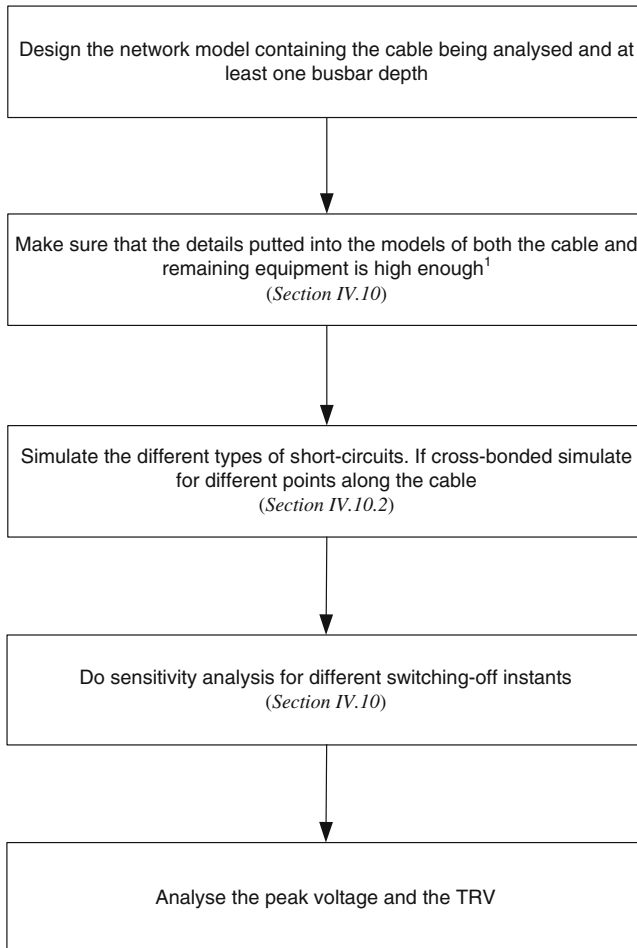 Design the network model containing the cable being analysed and at
least one busbar depth
Make sure that the details putted into the models of both the cable and
remaining equipment is high enough1
(Section IV.10)
Simulate the different types of short-circuits. If cross-bonded simulate
for different points along the cable
(Section IV.10.2)
Do sensitivity analysis for different switching-off instants
(Section IV.10)
Analyse the peak voltage and the TRV